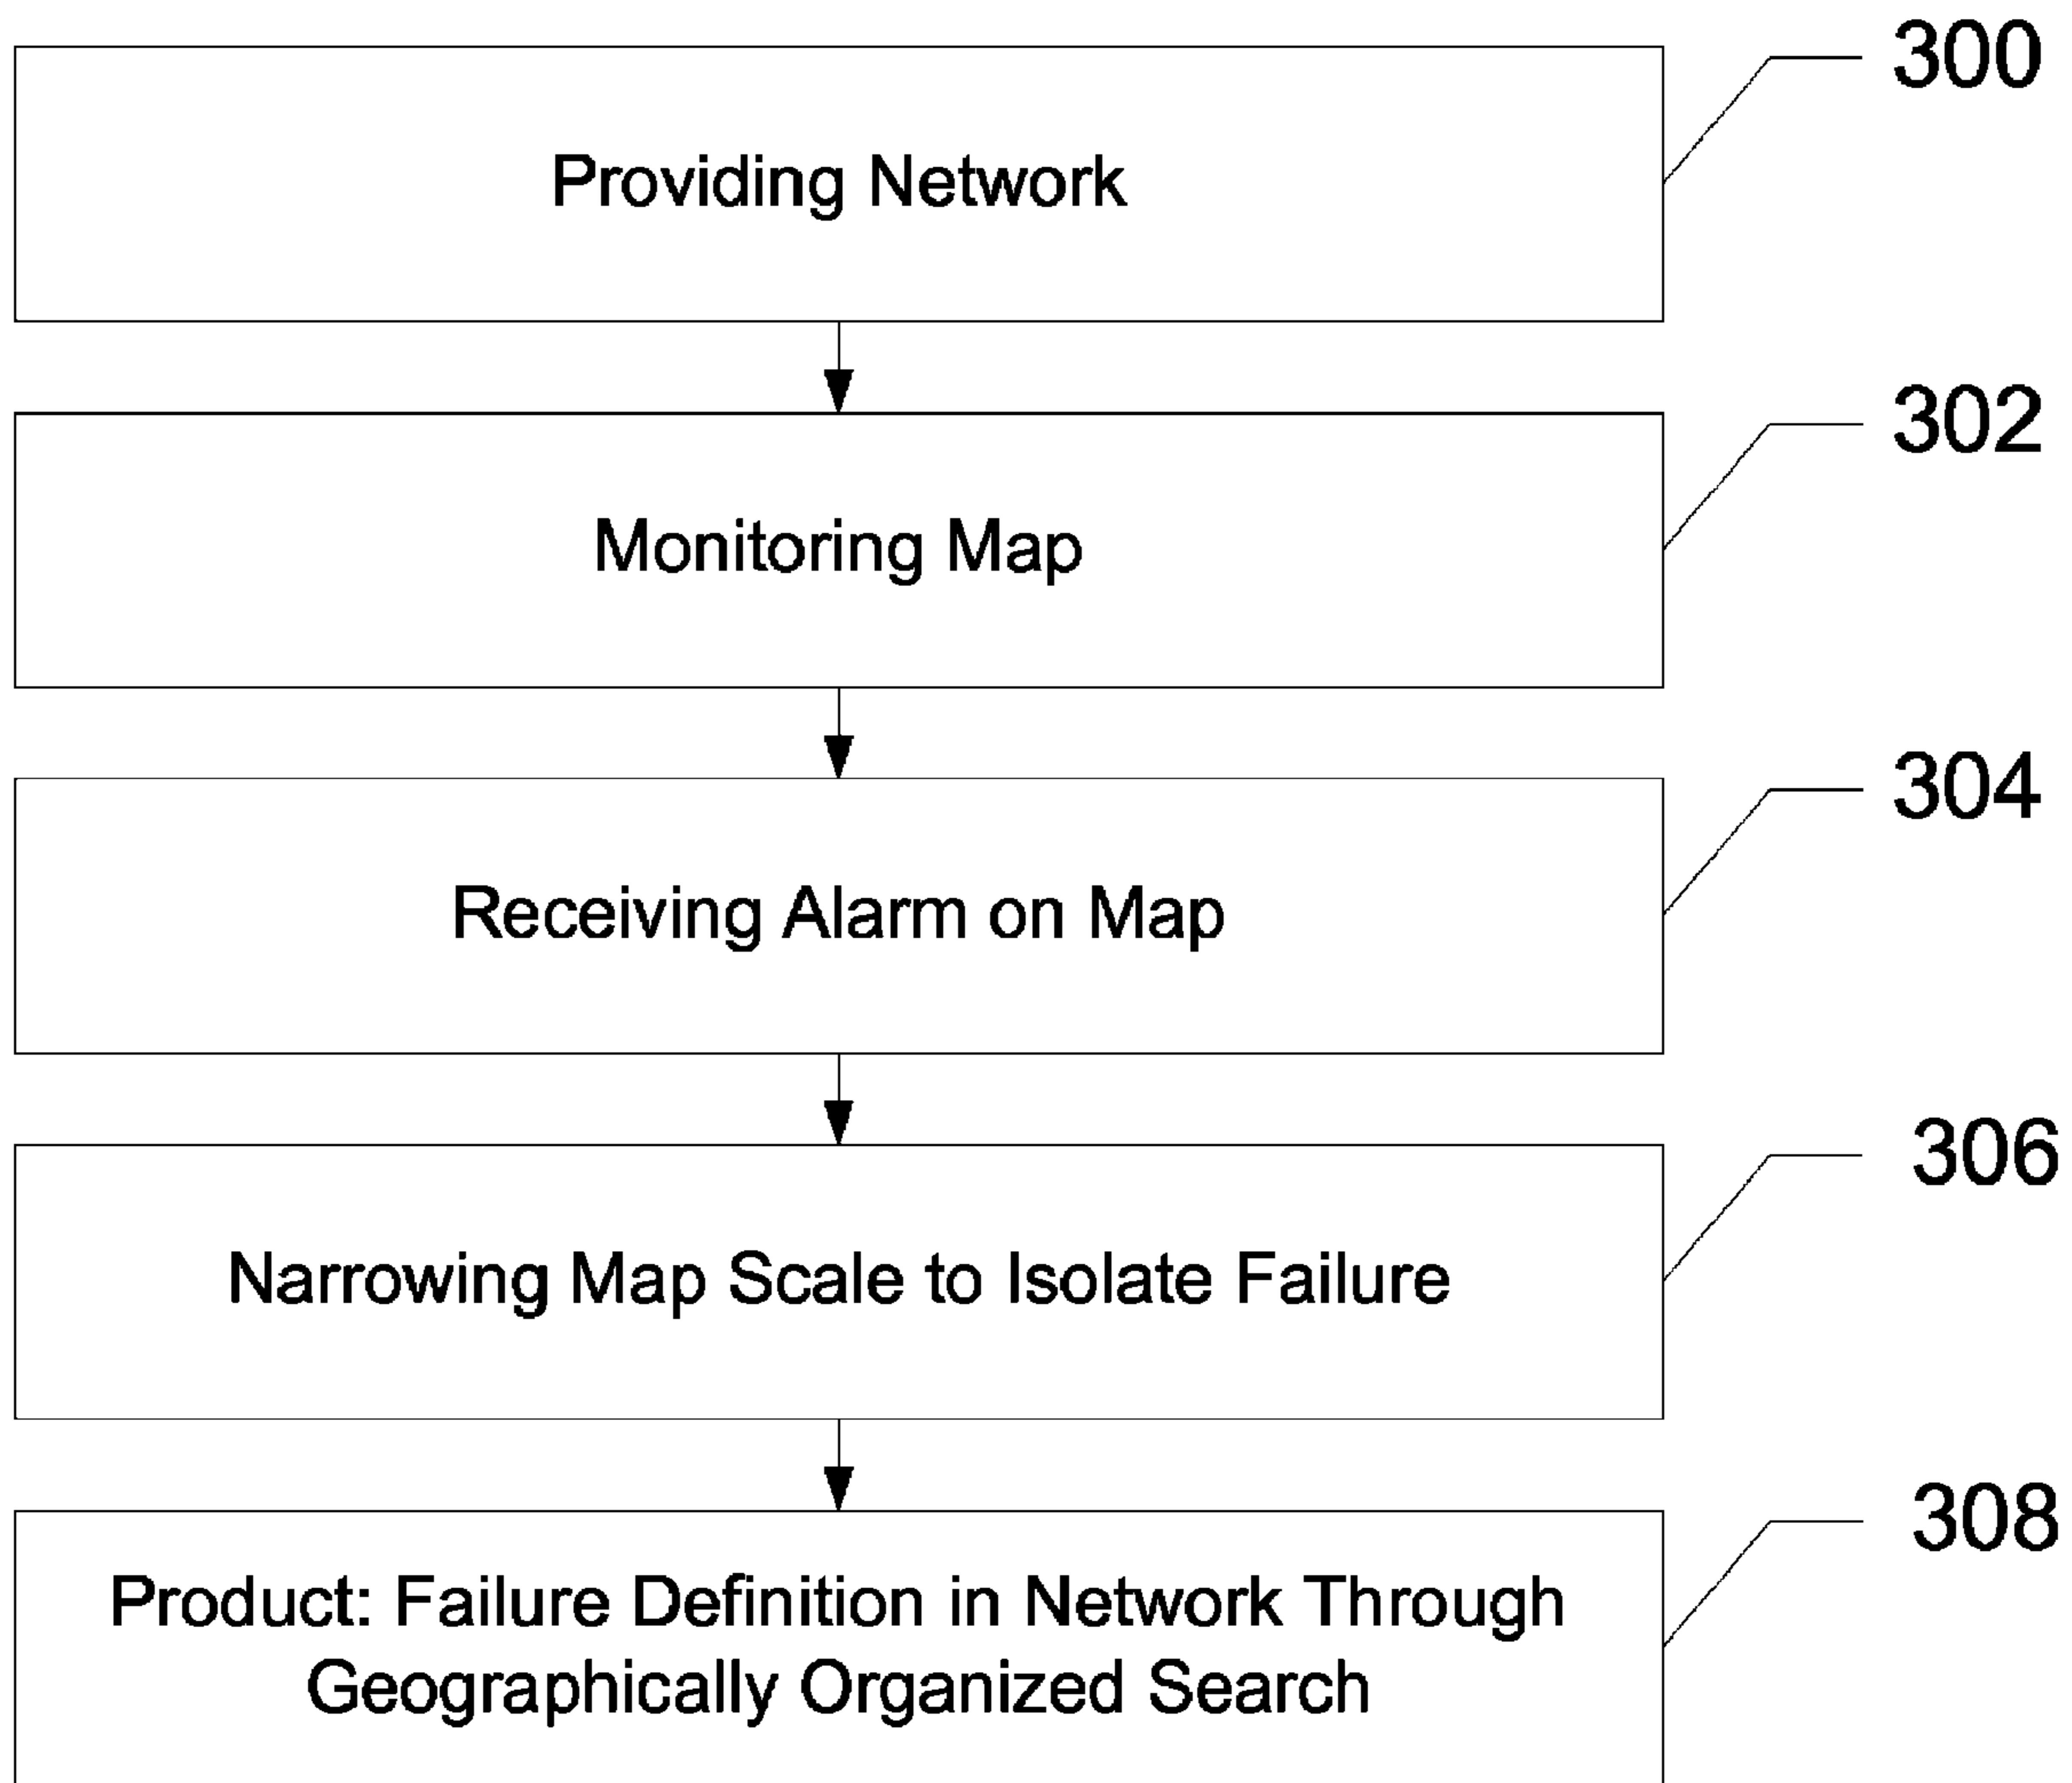 300
Providing Network
302
Monitoring Map
304
Receiving Alarm on Map
306
Narrowing Map Scale to Isolate Failure
308
Product: Failure Definition in Network Through
Geographically Organized Search